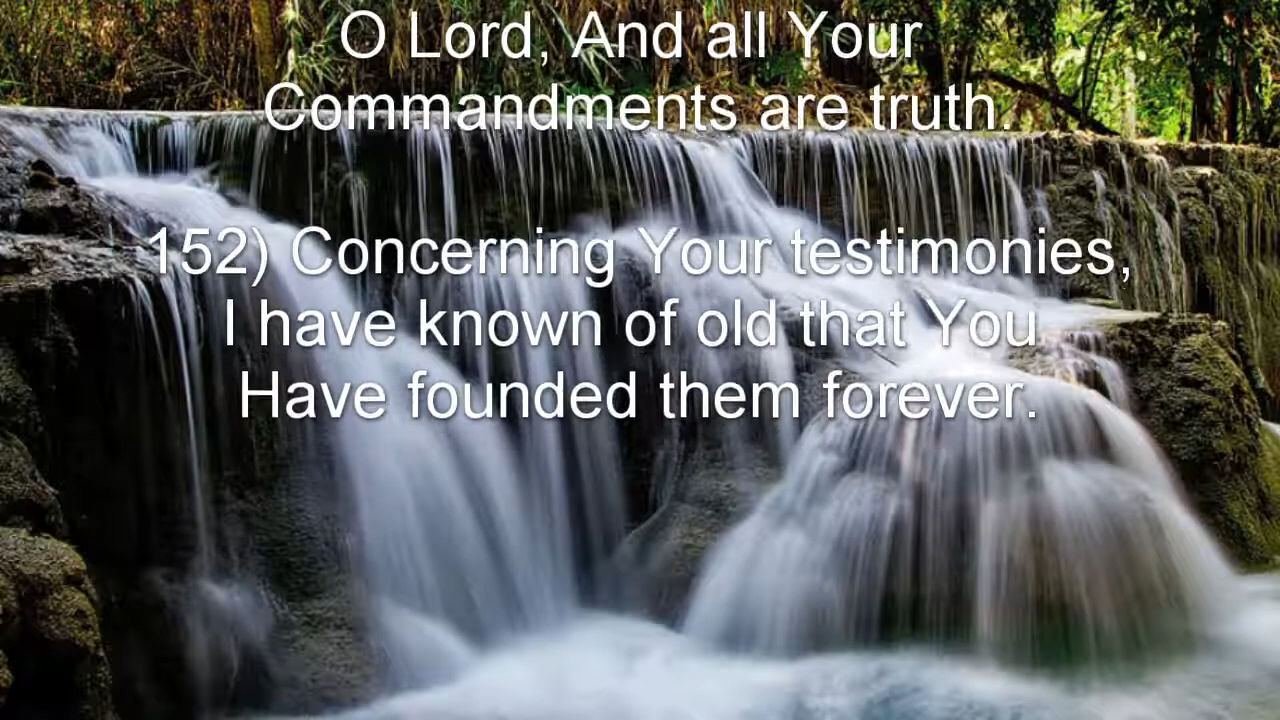 O Lord, And all Your
Commandments are truth.
152) Concerning Your testimonies,
I have known of old that You
Have founded them forever.